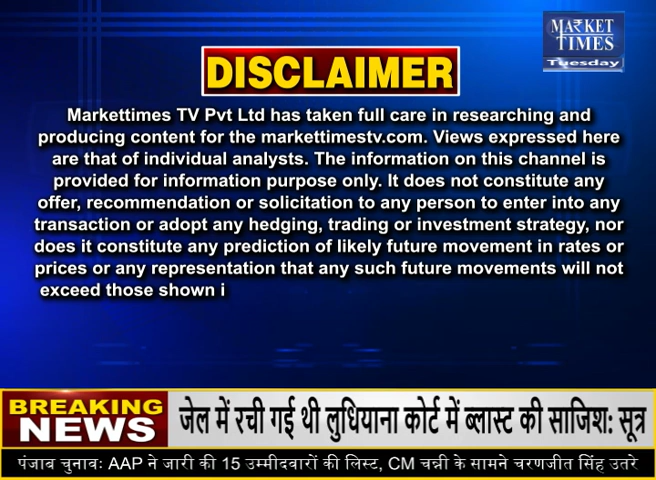 MARKET
TIMES
Tuesday
DISCLAIMER
Markettimes TV Pvt Ltd has taken full care in researching and
producing content for the markettimestv.com. Views expressed here
are that of individual analysts. The information on this channel is
provided for information purpose only. It does not constitute any
offer, recommendation or solicitation to any person to enter into any
transaction or adopt any hedging, trading or investment strategy, nor
does it constitute any prediction of likely future movement in rates or
prices or any representation that any such future movements will not
exceed those shown i
BREAKING
NEWS
जेल में रची गई थी लुधियाना कोर्ट में ब्लास्ट की साजिश: सूत्र
पंजाब चुनाव: AAP ने जारी की 15 उम्मीदवारों की लिस्ट, CM चन्नी के सामने चरणजीत सिंह उतरे